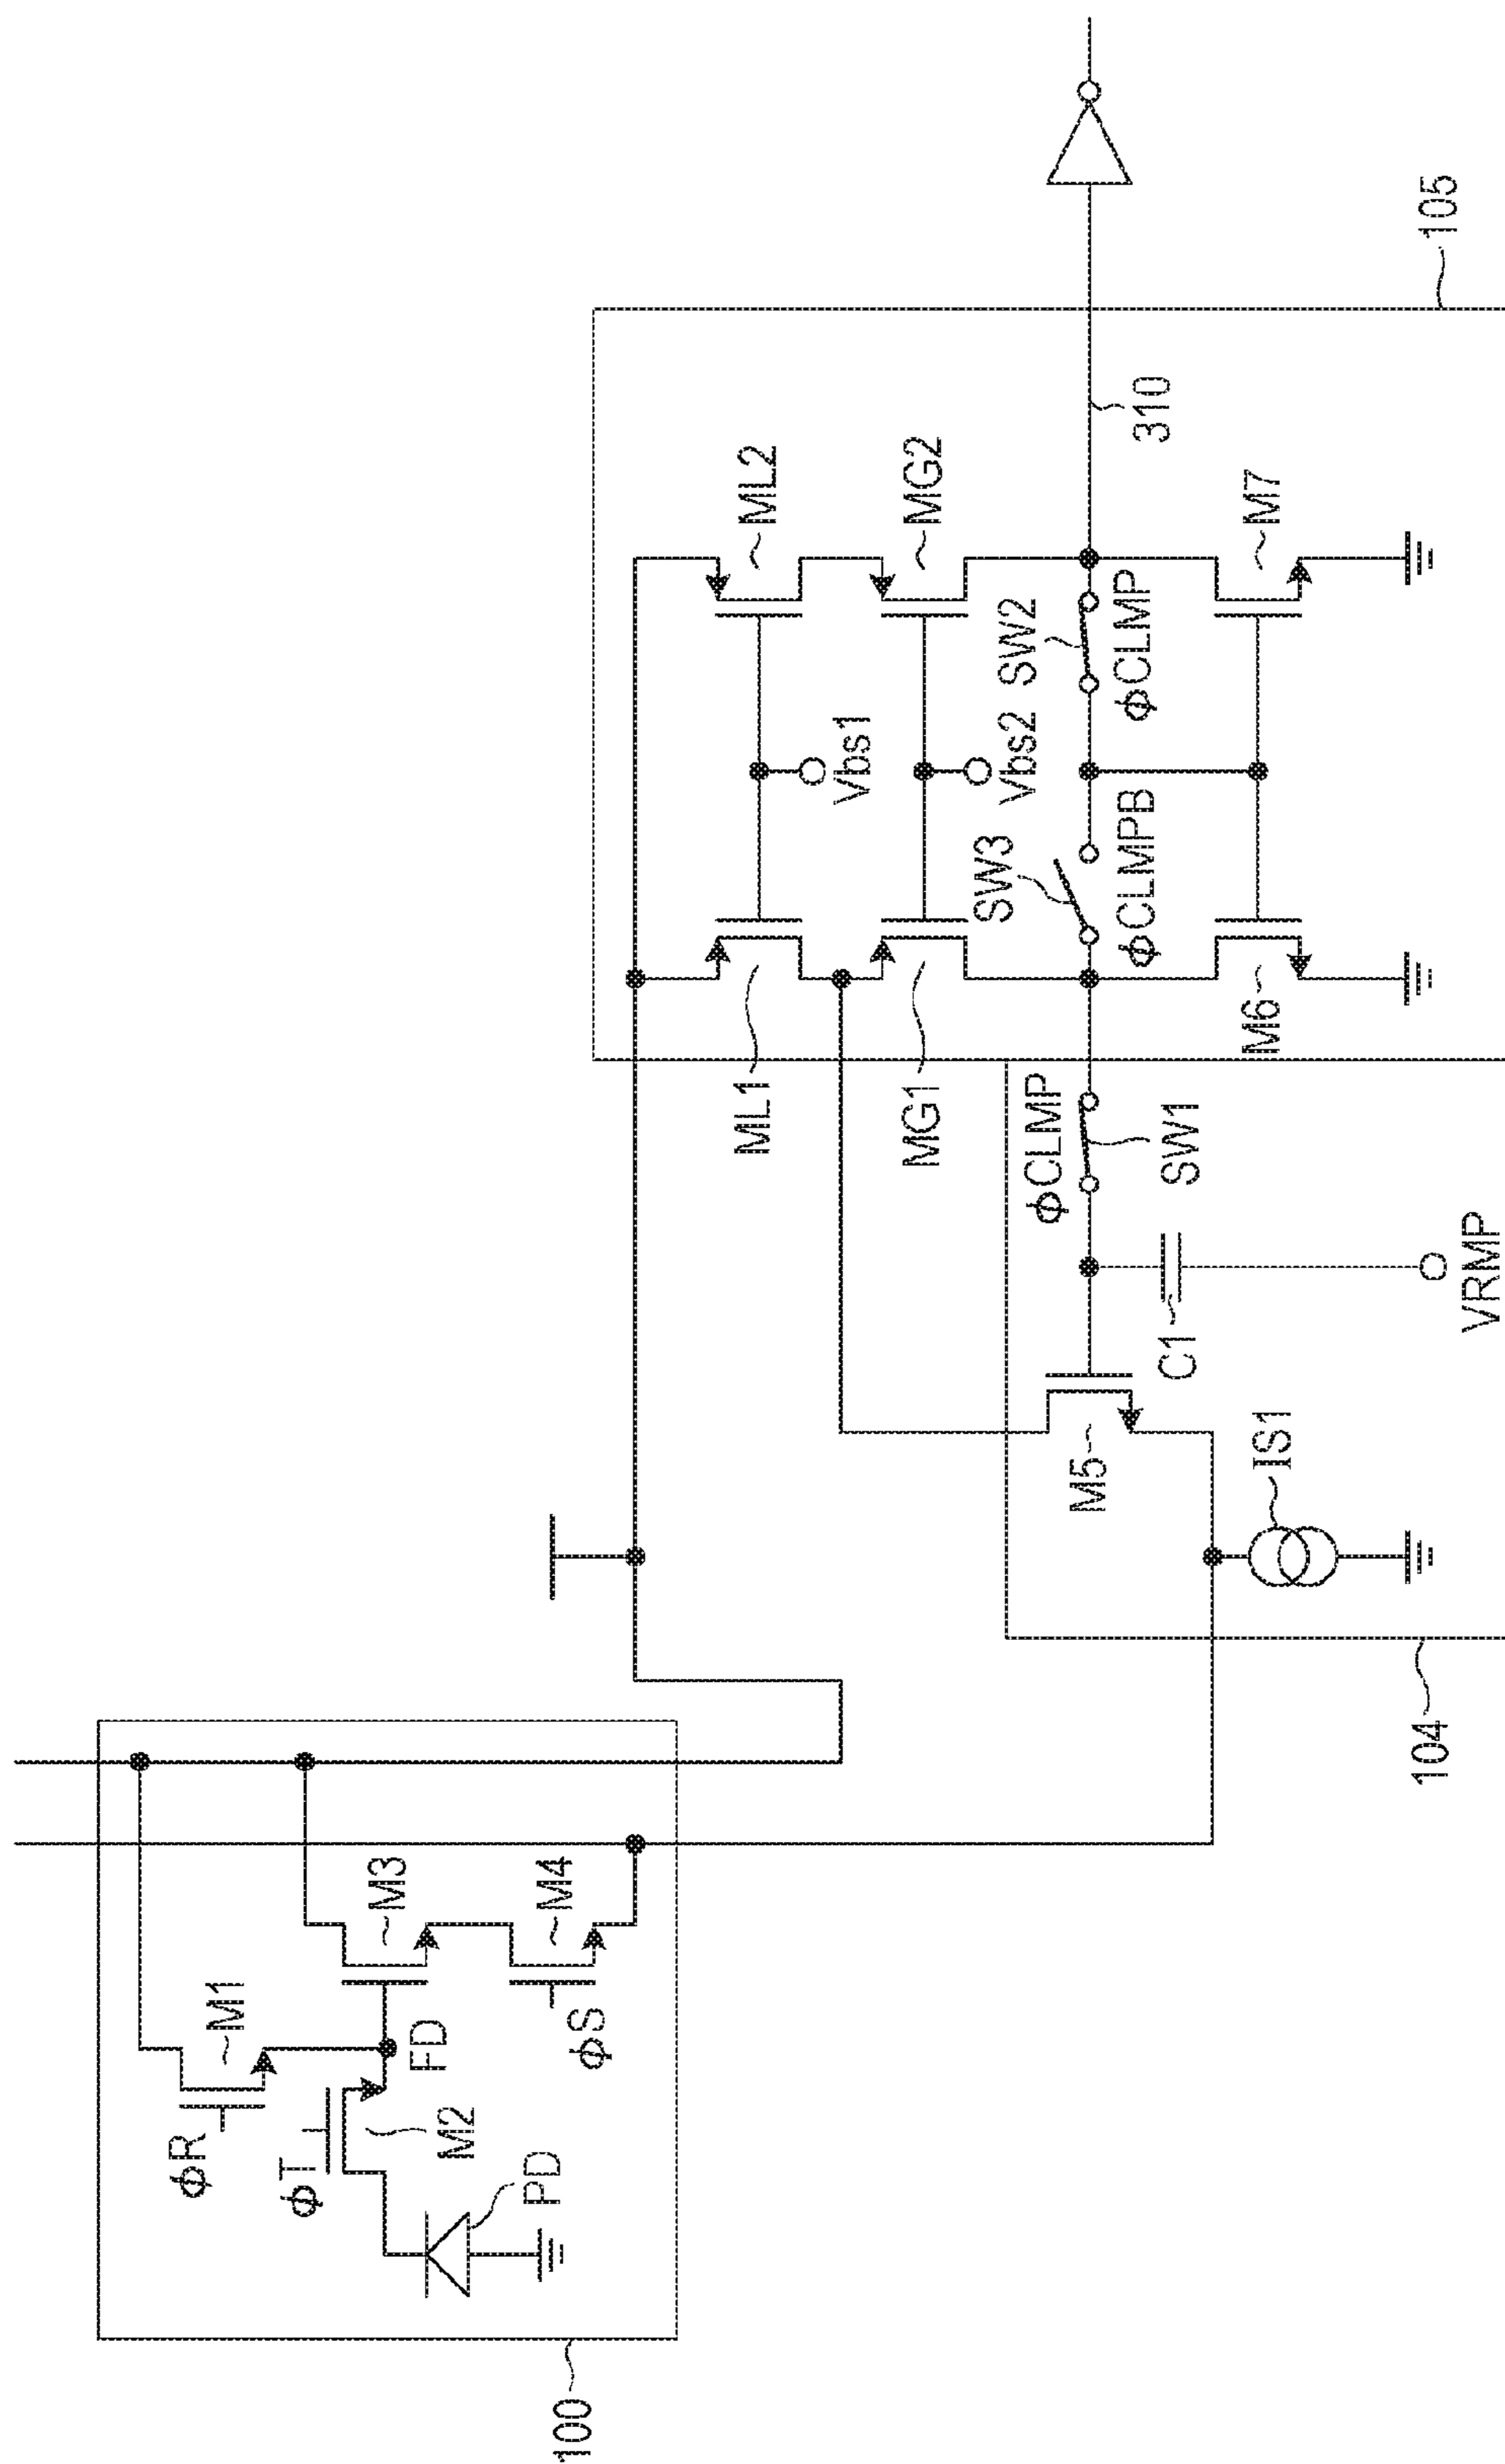 100
ϕR
M1
ϕT
M2
PD
FD
M3
ϕS
M4
104
M5
IS1
C1
VRMP
ϕCLMP
SW1
ML1
MG1
M6
Vbs1
Vbs2
SW3
ϕCLMPB
SW2
ϕCLMP
ML2
MG2
M7
310
105